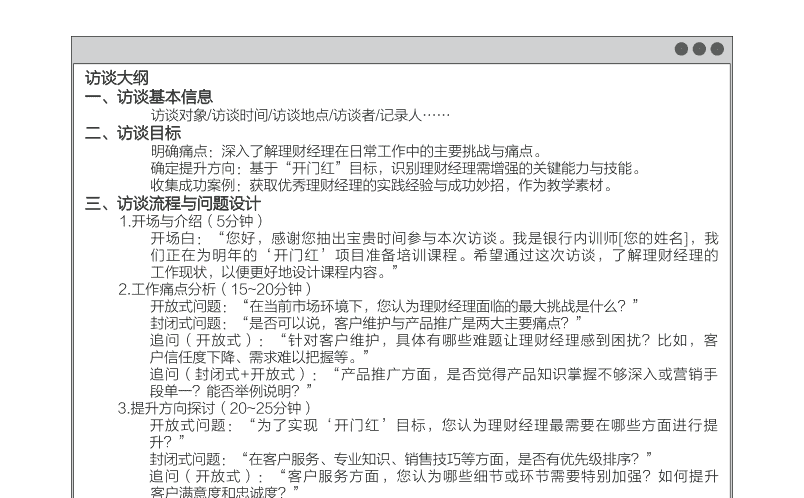 访谈大纲
一、访谈基本信息
访谈对象/访谈时间/访谈地点/访谈者/记录人……
二、访谈目标
明确痛点：深入了解理财经理在日常工作中的主要挑战与痛点。
确定提升方向：基于“开门红”目标，识别理财经理需增强的关键能力与技能。
收集成功案例：获取优秀理财经理的实践经验与成功妙招，作为教学素材。
三、访谈流程与问题设计
1.开场与介绍（5分钟）
开场白：“您好，感谢您抽出宝贵时间参与本次访谈。我是银行内训师[您的姓名]，我
们正在为明年的‘开门红’项目准备培训课程。希望通过这次访谈，了解理财经理的
工作现状，以便更好地设计课程内容。”
2.工作痛点分析（15~20分钟）
开放式问题：“在当前市场环境下，您认为理财经理面临的最大挑战是什么？”
封闭式问题：“是否可以说，客户维护与产品推广是两大主要痛点？”
追问（开放式）：“针对客户维护，具体有哪些难题让理财经理感到困扰？比如，客
户信任度下降、需求难以把握等。”
追问（封闭式+开放式）：“产品推广方面，是否觉得产品知识掌握不够深入或营销手
段单一？能否举例说明？”
3.提升方向探讨（20~25分钟）
开放式问题：“为了实现‘开门红’目标，您认为理财经理最需要在哪些方面进行提
升？”
封闭式问题：“在客户服务、专业知识、销售技巧等方面，是否有优先级排序？”
追问（开放式）：“客户服务方面，您认为哪些细节或环节需要特别加强？如何提升
客户满意度和忠诚度？”